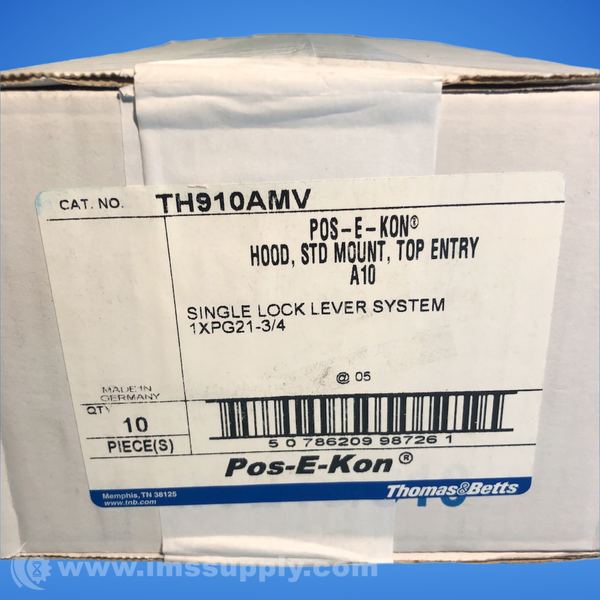 CAT. NO. TH910AMV
POS-E-KON®
HOOD, STD MOUNT, TOP ENTRY
A10
SINGLE LOCK LEVER SYSTEM
1XPG21-3/4
@ 05
MADE IN
GERMANY
QTY
10
PIECE(S)
5 0 786209 98726 1
Pos-E-Kon®
Memphis, TN 38125
www.tnb.com
Thomas&Betts
www.imssupply.com